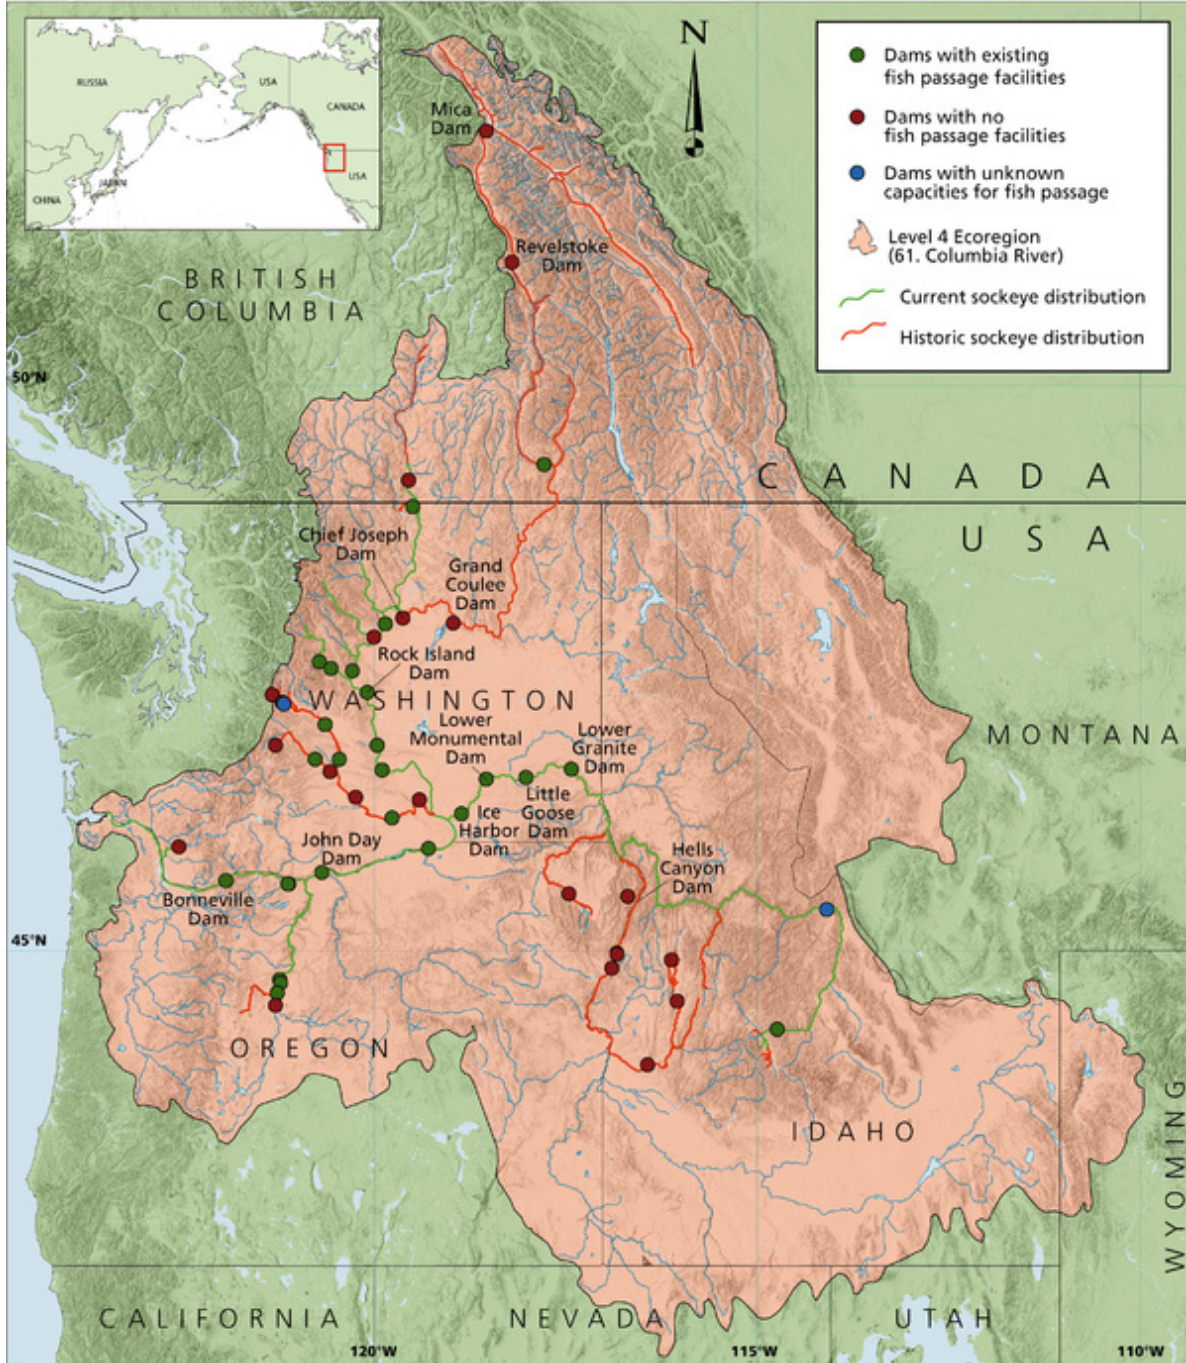 RUSSIA
USA
CANADA
USA
JAPAN
CHINA
N
Dams with existing
fish passage facilities
Dams with no
fish passage facilities
Dams with unknown
capacities for fish passage
Level 4 Ecoregion
(61. Columbia River)
Current sockeye distribution
Historic sockeye distribution
Mica
Dam
Revelstoke
Dam
BRITISH
COLUMBIA
50°N
CANADA
USA
Chief Joseph
Dam
Grand
Coulee
Dam
Rock Island
Dam
WASHINGTON
Lower
Monumental
Dam
Lower
Granite
Dam
MONTANA
Little
Goose
Dam
Ice
Harbor
Dam
John Day
Dam
Hells
Canyon
Dam
Bonneville
Dam
45°N
OREGON
IDAHO
WYOMING
CALIFORNIA
NEVADA
UTAH
120°W
115°W
110°W